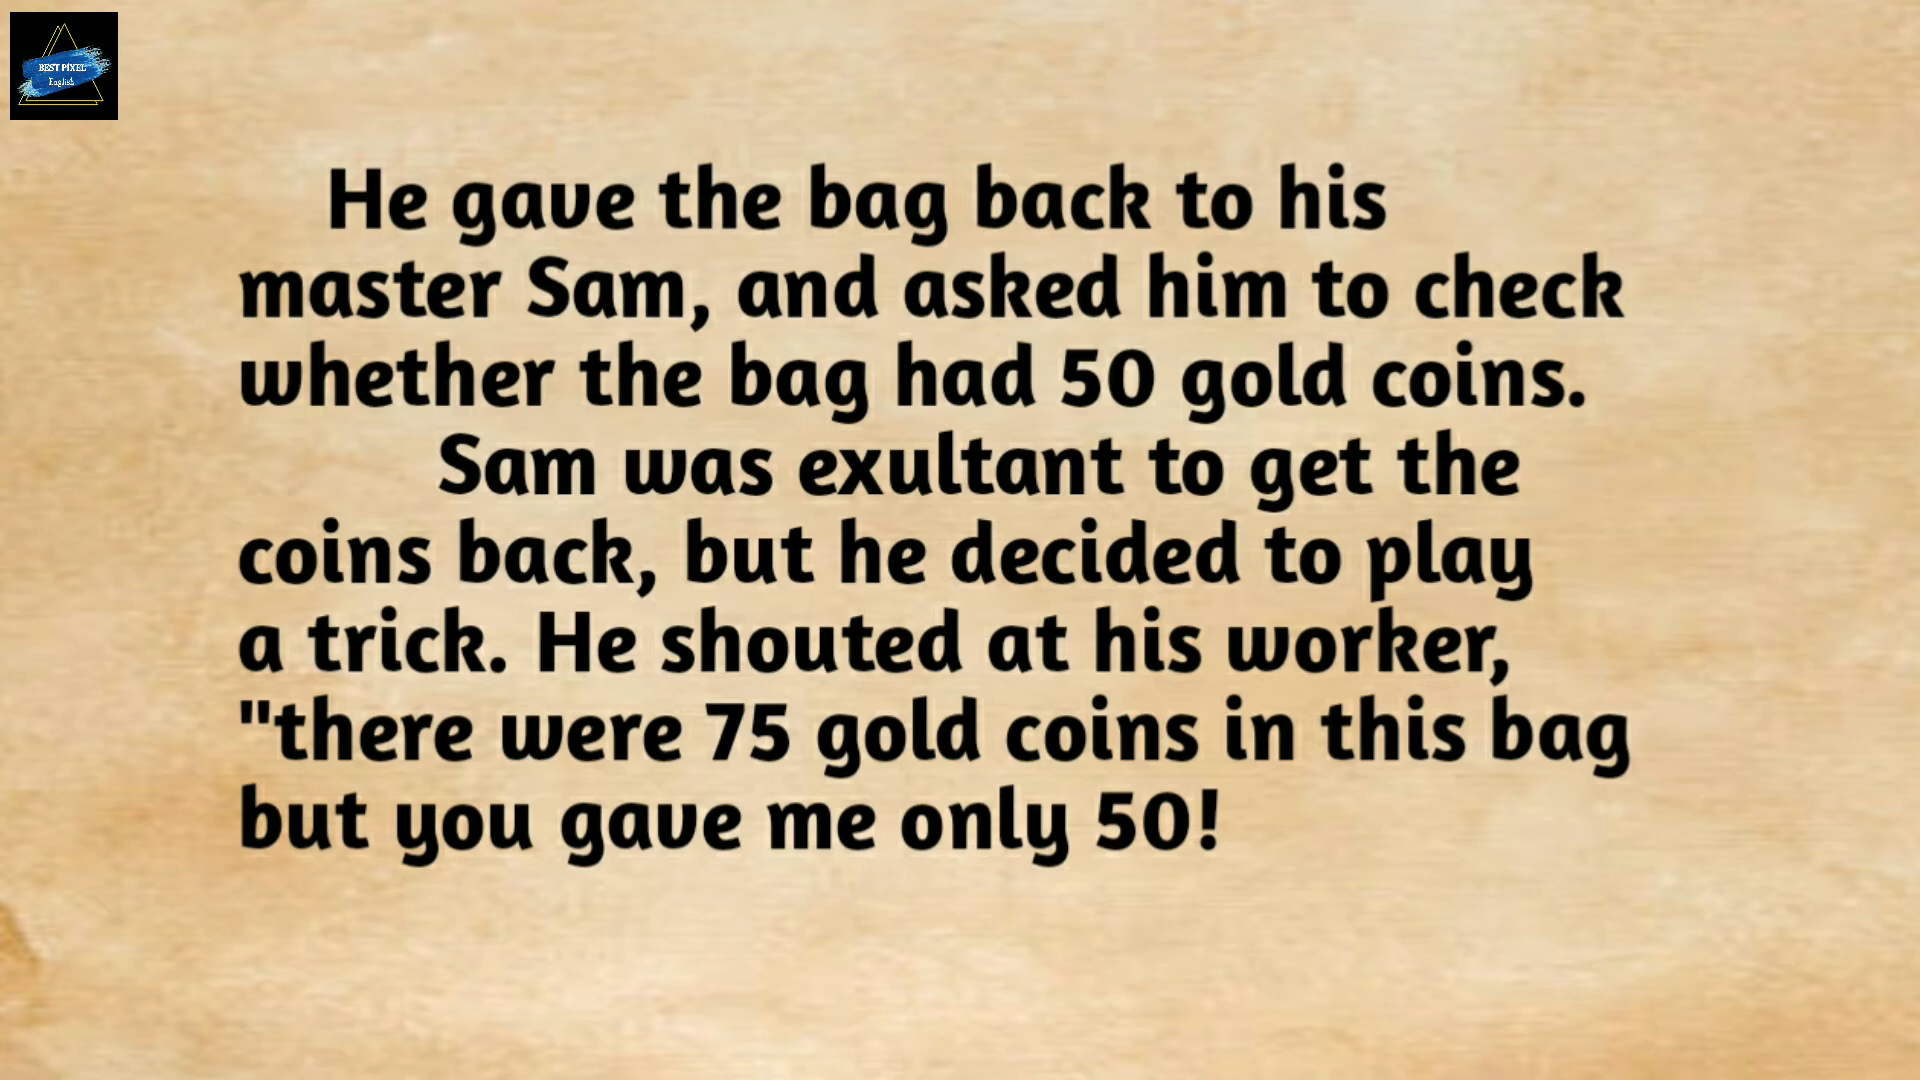 BEST PIXEL
English
He gave the bag back to his
master Sam, and asked him to check
whether the bag had 50 gold coins.
Sam was exultant to get the
coins back, but he decided to play
a trick. He shouted at his worker,
"there were 75 gold coins in this bag
but you gave me only 50!